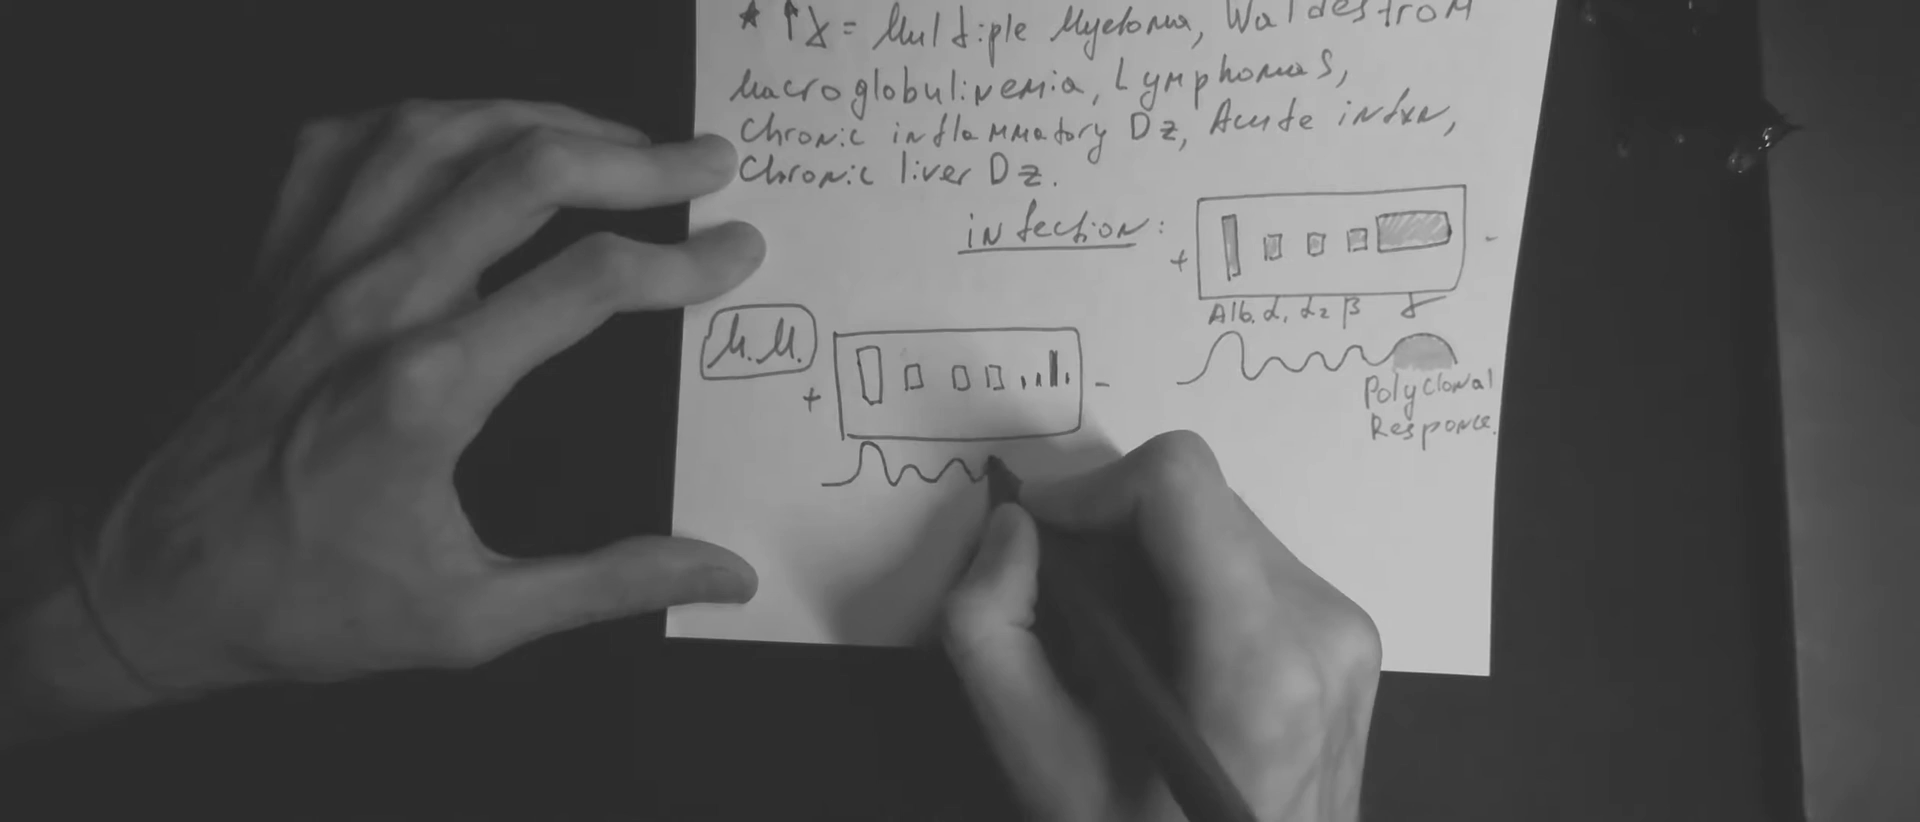 ★ ↑γ = Multiple Myeloma, Waldestrom
Macroglobulinemia, Lymphomas,
Chronic inflammatory Dz, Acute infxn,
Chronic liver Dz.
infection:
+ -
Alb. α₁ α₂ β γ
Polyclonal
Responce.
M.M.
+ -